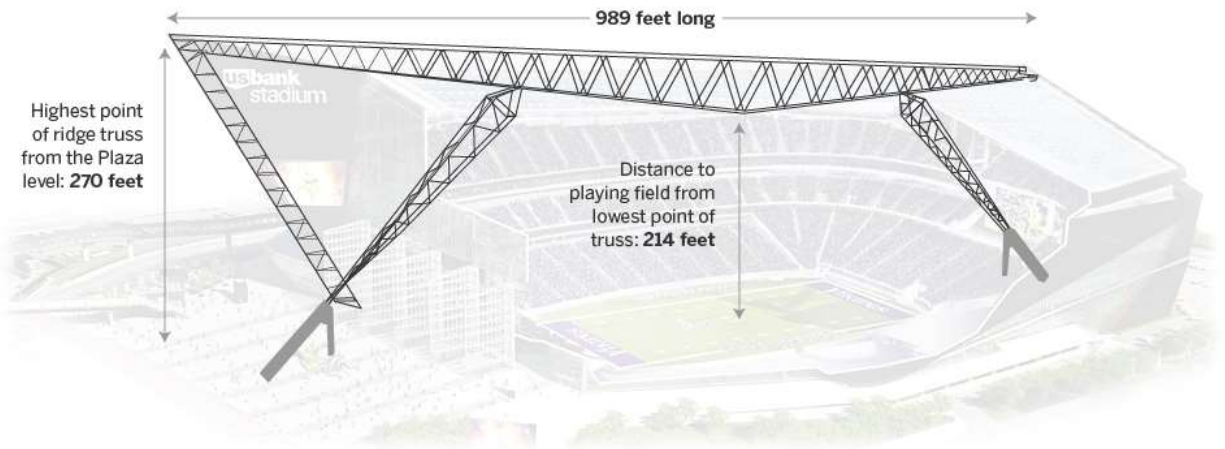 989 feet long
usbank
stadium
Highest point
of ridge truss
from the Plaza
level: 270 feet
Distance to
playing field from
lowest point of
truss: 214 feet